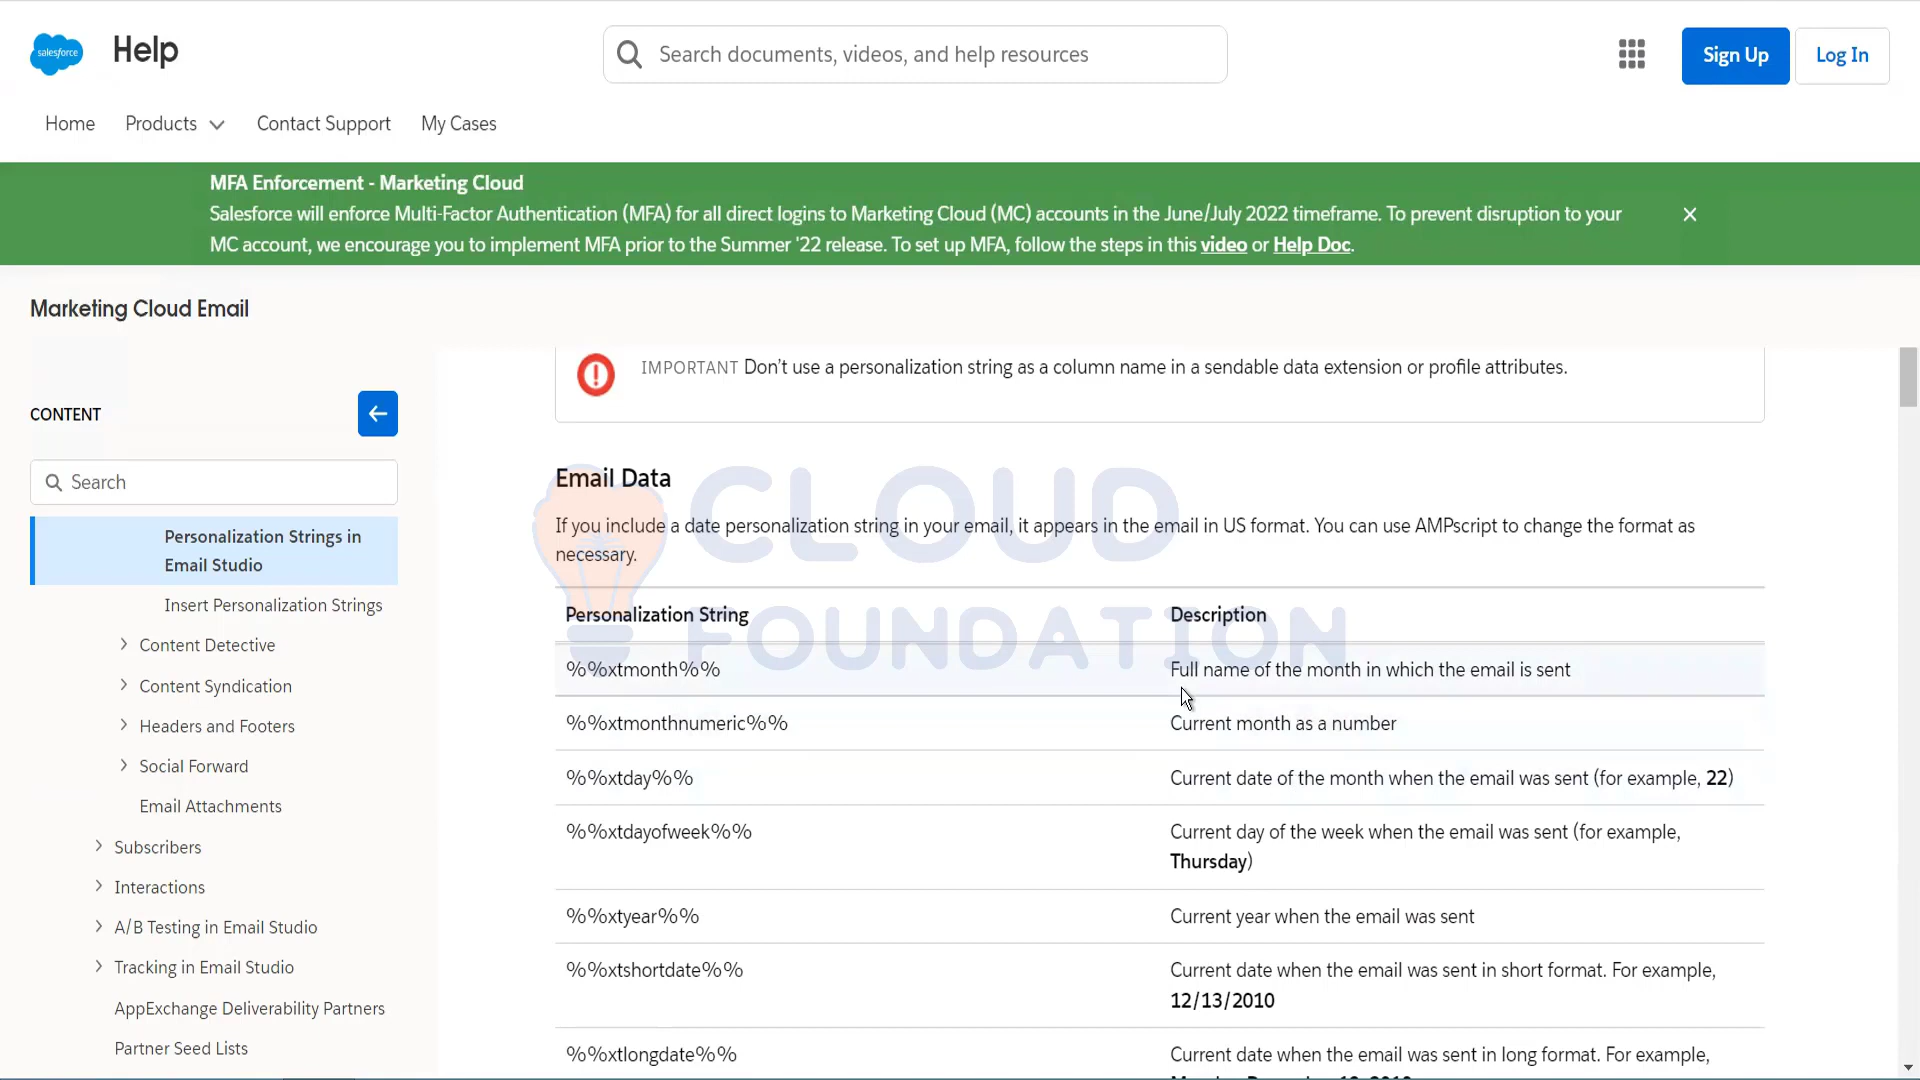 salesforce
Help
Search documents, videos, and help resources
Sign Up
Log In
Home
Products
Contact Support
My Cases
MFA Enforcement - Marketing Cloud
Salesforce will enforce Multi-Factor Authentication (MFA) for all direct logins to Marketing Cloud (MC) accounts in the June/July 2022 timeframe. To prevent disruption to your
MC account, we encourage you to implement MFA prior to the Summer '22 release. To set up MFA, follow the steps in this video or Help Doc.
Marketing Cloud Email
CONTENT
Search
Personalization Strings in
Email Studio
Insert Personalization Strings
Content Detective
Content Syndication
Headers and Footers
Social Forward
Email Attachments
Subscribers
Interactions
A/B Testing in Email Studio
Tracking in Email Studio
AppExchange Deliverability Partners
Partner Seed Lists
IMPORTANT Don’t use a personalization string as a column name in a sendable data extension or profile attributes.
Email Data
If you include a date personalization string in your email, it appears in the email in US format. You can use AMPscript to change the format as
necessary.
CLOUD
FOUNDATION
Personalization String Description
%%xtmonth%% Full name of the month in which the email is sent
%%xtmonthnumeric%% Current month as a number
%%xtday%% Current date of the month when the email was sent (for example, 22)
%%xtdayofweek%% Current day of the week when the email was sent (for example,
Thursday)
%%xtyear%% Current year when the email was sent
%%xtshortdate%% Current date when the email was sent in short format. For example,
12/13/2010
%%xtlongdate%% Current date when the email was sent in long format. For example,